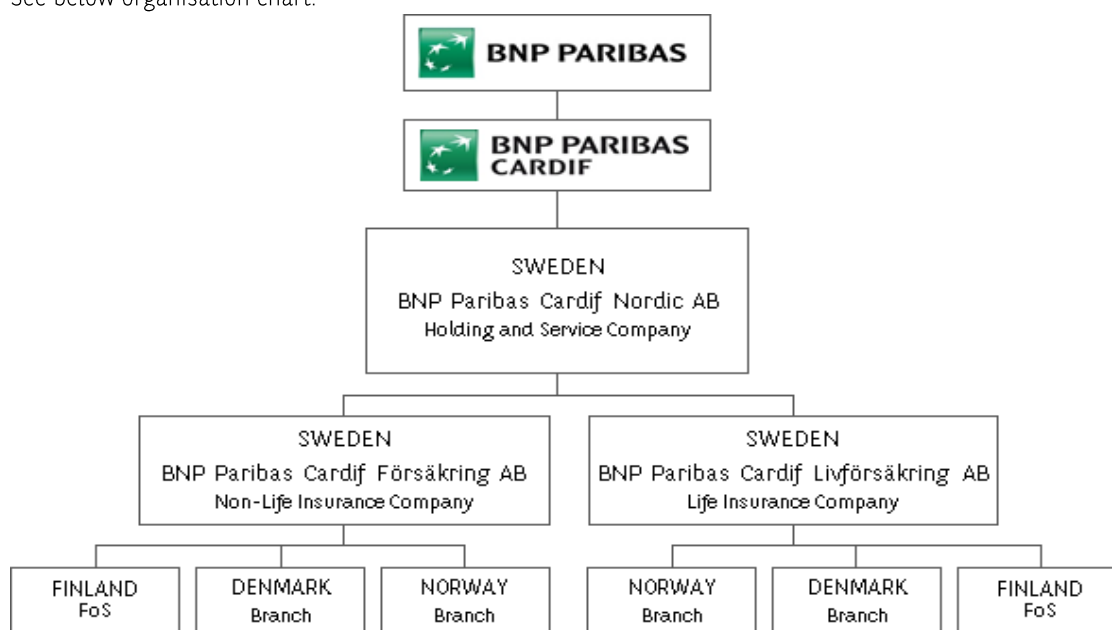 See below organisation chart.
BNP PARIBAS
BNP PARIBAS
CARDIF
SWEDEN
BNP Paribas Cardif Nordic AB
Holding and Service Company
SWEDEN
BNP Paribas Cardif Försäkring AB
Non-Life Insurance Company
SWEDEN
BNP Paribas Cardif Livförsäkring AB
Life Insurance Company
FINLAND
FoS
DENMARK
Branch
NORWAY
Branch
NORWAY
Branch
DENMARK
Branch
FINLAND
FoS